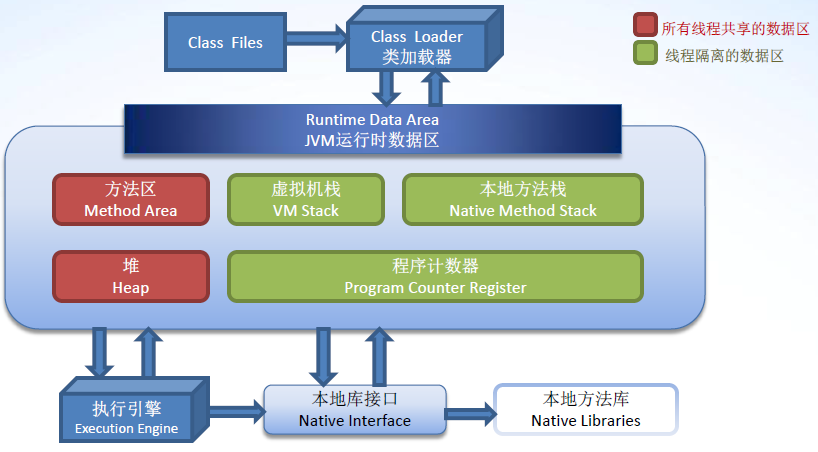 Class Files
Class Loader
类加载器
所有线程共享的数据区
线程隔离的数据区
Runtime Data Area
JVM运行时数据区
方法区
Method Area
虚拟机栈
VM Stack
本地方法栈
Native Method Stack
堆
Heap
程序计数器
Program Counter Register
执行引擎
Execution Engine
本地库接口
Native Interface
本地方法库
Native Libraries